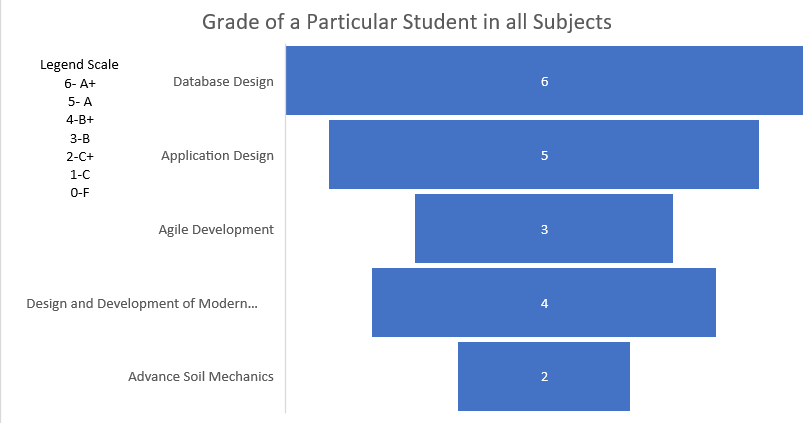 Grade of a Particular Student in all Subjects
Legend Scale
6- A+
5- A
4-B+
3-B
2-C+
1-C
0-F
Database Design
6
Application Design
5
Agile Development
3
Design and Development of Modern...
4
Advance Soil Mechanics
2